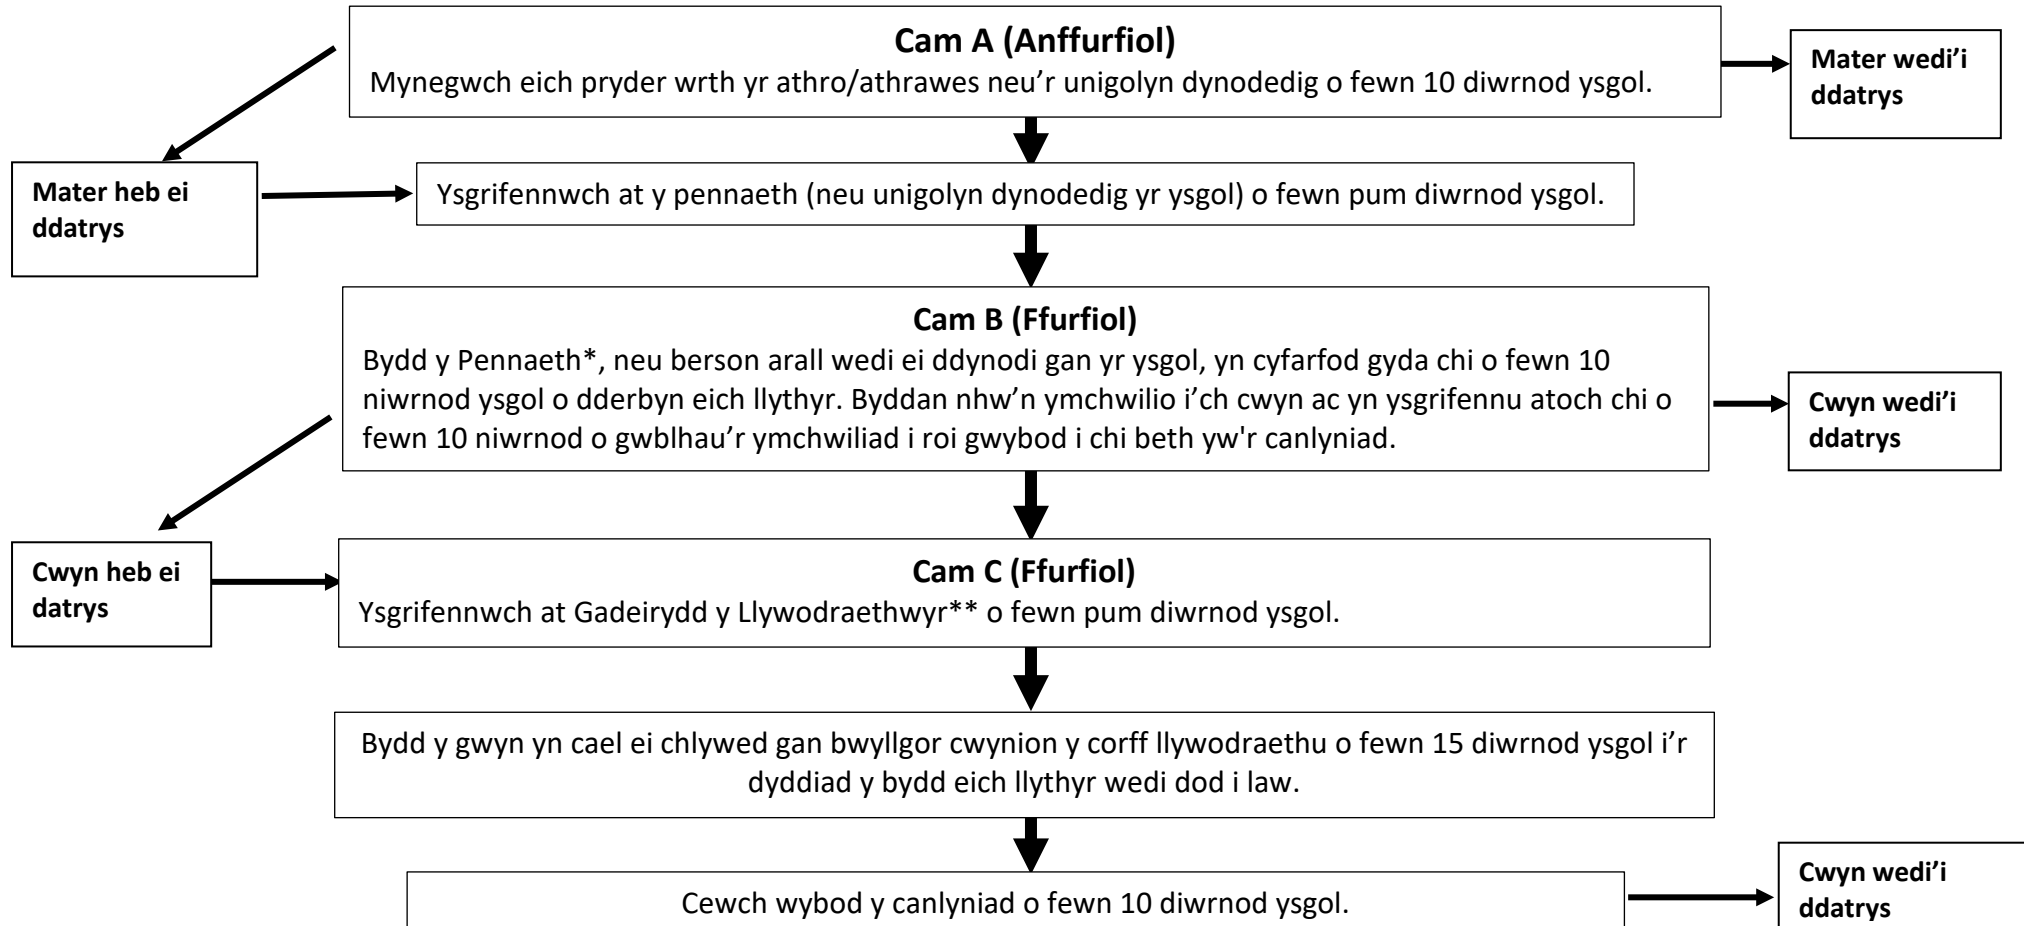 Cam A (Anffurfiol)
Mynegwch eich pryder wrth yr athro/athrawes neu'r unigolyn dynodedig o fewn 10 diwrnod ysgol.
Mater wedi'i
ddatrys
Mater heb ei
ddatrys
Ysgrifennwch at y pennaeth (neu unigolyn dynodedig yr ysgol) o fewn pum diwrnod ysgol.
Cam B (Ffurfiol)
Bydd y Pennaeth*, neu berson arall wedi ei ddynodi gan yr ysgol, yn cyfarfod gyda chi o fewn 10
niwrnod ysgol o dderbyn eich llythyr. Byddan nhw'n ymchwilio i'ch cwyn ac yn ysgrifennu atoch chi o
fewn 10 niwrnod o gwblhau'r ymchwiliad i roi gwybod i chi beth yw'r canlyniad.
Cwyn wedi'i
ddatrys
Cwyn heb ei
datrys
Cam C (Ffurfiol)
Ysgrifennwch at Gadeirydd y Llywodraethwyr** o fewn pum diwrnod ysgol.
Bydd y gwyn yn cael ei chlywed gan bwyllgor cwynion y corff llywodraethu o fewn 15 diwrnod ysgol i'r
dyddiad y bydd eich llythyr wedi dod i law.
Cewch wybod y canlyniad o fewn 10 diwrnod ysgol.
Cwyn wedi'i
ddatrys